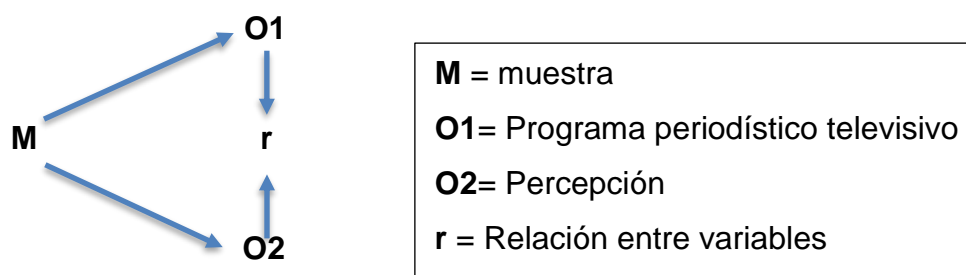 O1
M
r
O2
M = muestra
O1= Programa periodístico televisivo
O2= Percepción
r = Relación entre variables